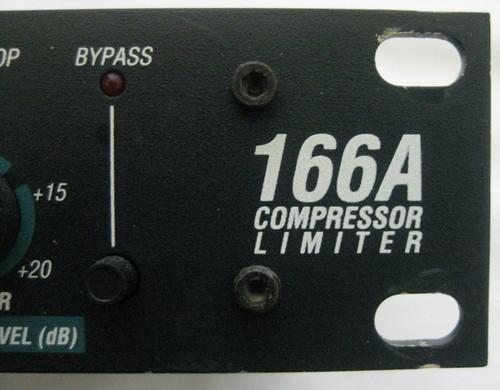 OP
BYPASS
+15
166A
COMPRESSOR
LIMITER
+20
R
VEL (dB)